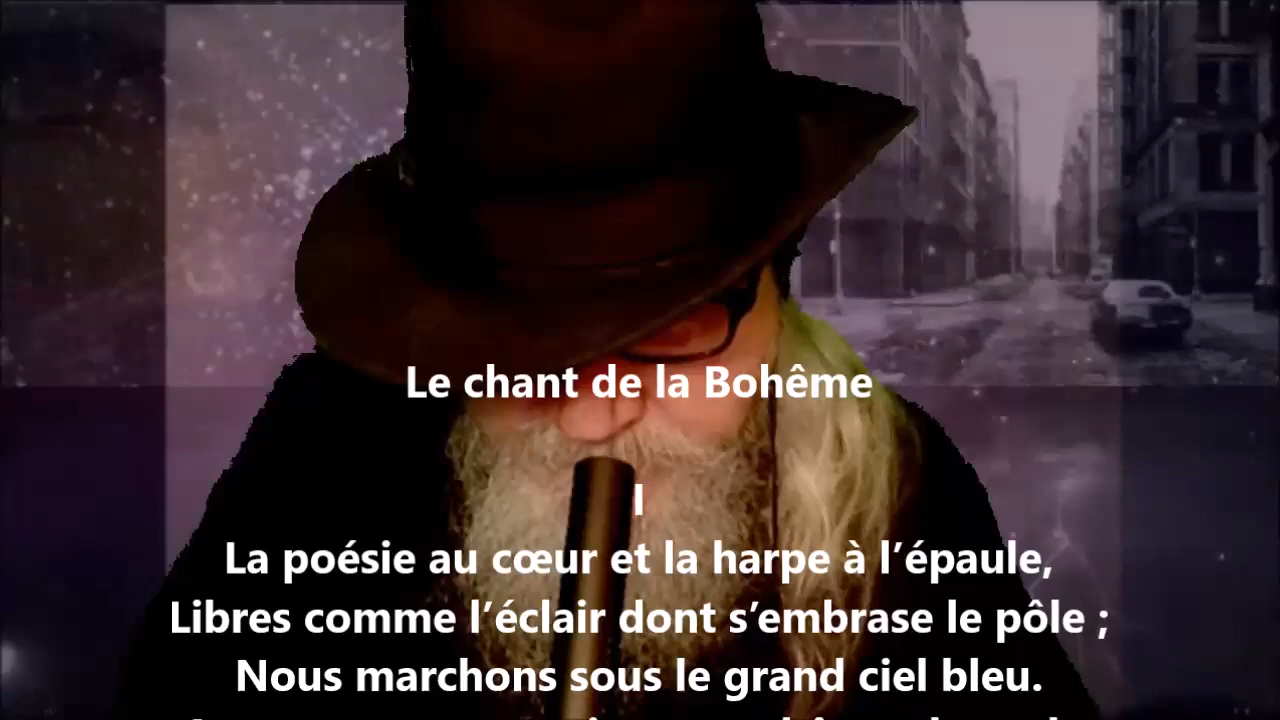 Le chant de la Bohême
I
La poésie au cœur et la harpe à l’épaule,
Libres comme l’éclair dont s’embrase le pôle ;
Nous marchons sous le grand ciel bleu.